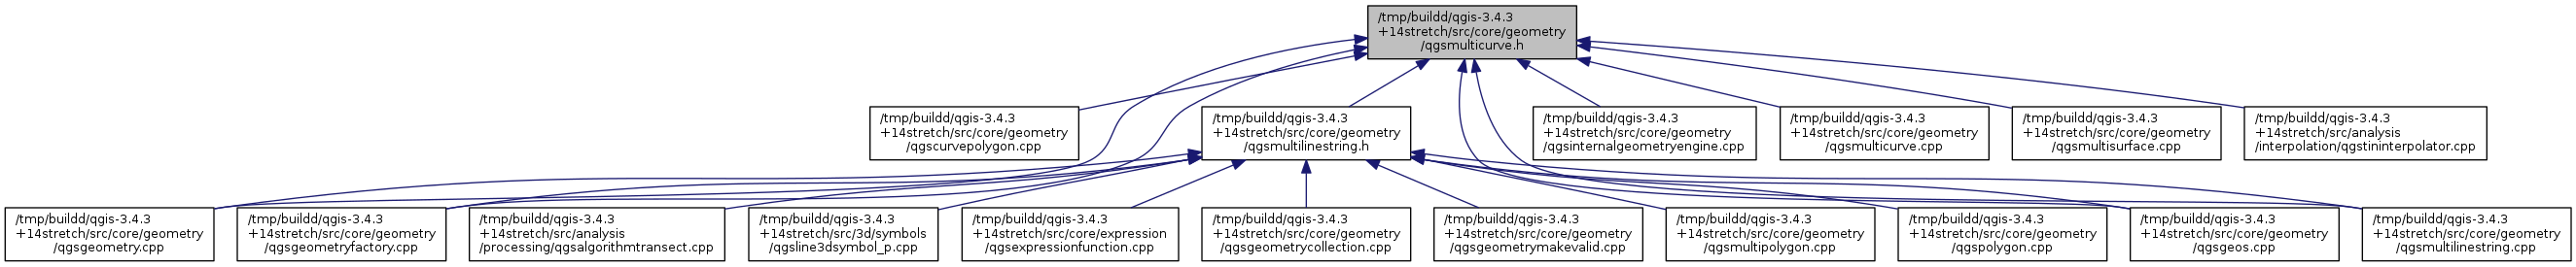 /tmp/buildd/qgis-3.4.3
+14stretch/src/core/geometry
/qgsmulticurve.h
/tmp/buildd/qgis-3.4.3
+14stretch/src/core/geometry
/qgscurvepolygon.cpp
/tmp/buildd/qgis-3.4.3
+14stretch/src/core/geometry
/qgsmultilinestring.h
/tmp/buildd/qgis-3.4.3
+14stretch/src/core/geometry
/qgsinternalgeometryengine.cpp
/tmp/buildd/qgis-3.4.3
+14stretch/src/core/geometry
/qgsmulticurve.cpp
/tmp/buildd/qgis-3.4.3
+14stretch/src/core/geometry
/qgsmultisurface.cpp
/tmp/buildd/qgis-3.4.3
+14stretch/src/analysis
/interpolation/qgstininterpolator.cpp
/tmp/buildd/qgis-3.4.3
+14stretch/src/core/geometry
/qgsgeometry.cpp
/tmp/buildd/qgis-3.4.3
+14stretch/src/core/geometry
/qgsgeometryfactory.cpp
/tmp/buildd/qgis-3.4.3
+14stretch/src/analysis
/processing/qgsalgorithmtransect.cpp
/tmp/buildd/qgis-3.4.3
+14stretch/src/3d/symbols
/qgsline3dsymbol_p.cpp
/tmp/buildd/qgis-3.4.3
+14stretch/src/core/expression
/qgsexpressionfunction.cpp
/tmp/buildd/qgis-3.4.3
+14stretch/src/core/geometry
/qgsgeometrycollection.cpp
/tmp/buildd/qgis-3.4.3
+14stretch/src/core/geometry
/qgsgeometrymakevalid.cpp
/tmp/buildd/qgis-3.4.3
+14stretch/src/core/geometry
/qgsmultipolygon.cpp
/tmp/buildd/qgis-3.4.3
+14stretch/src/core/geometry
/qgspolygon.cpp
/tmp/buildd/qgis-3.4.3
+14stretch/src/core/geometry
/qgsgeos.cpp
/tmp/buildd/qgis-3.4.3
+14stretch/src/core/geometry
/qgsmultilinestring.cpp